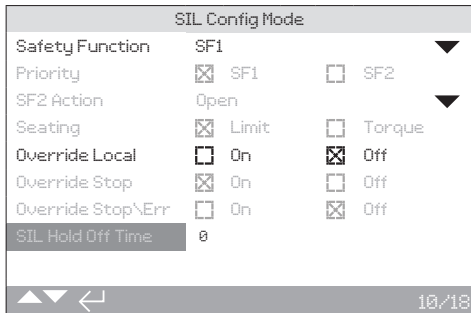 SIL Config Mode
Safety Function SF1
Priority SF1 SF2
SF2 Action Open
Seating Limit Torque
Override Local On Off
Override Stop On Off
Override Stop\Err On Off
SIL Hold Off Time 0
10/18